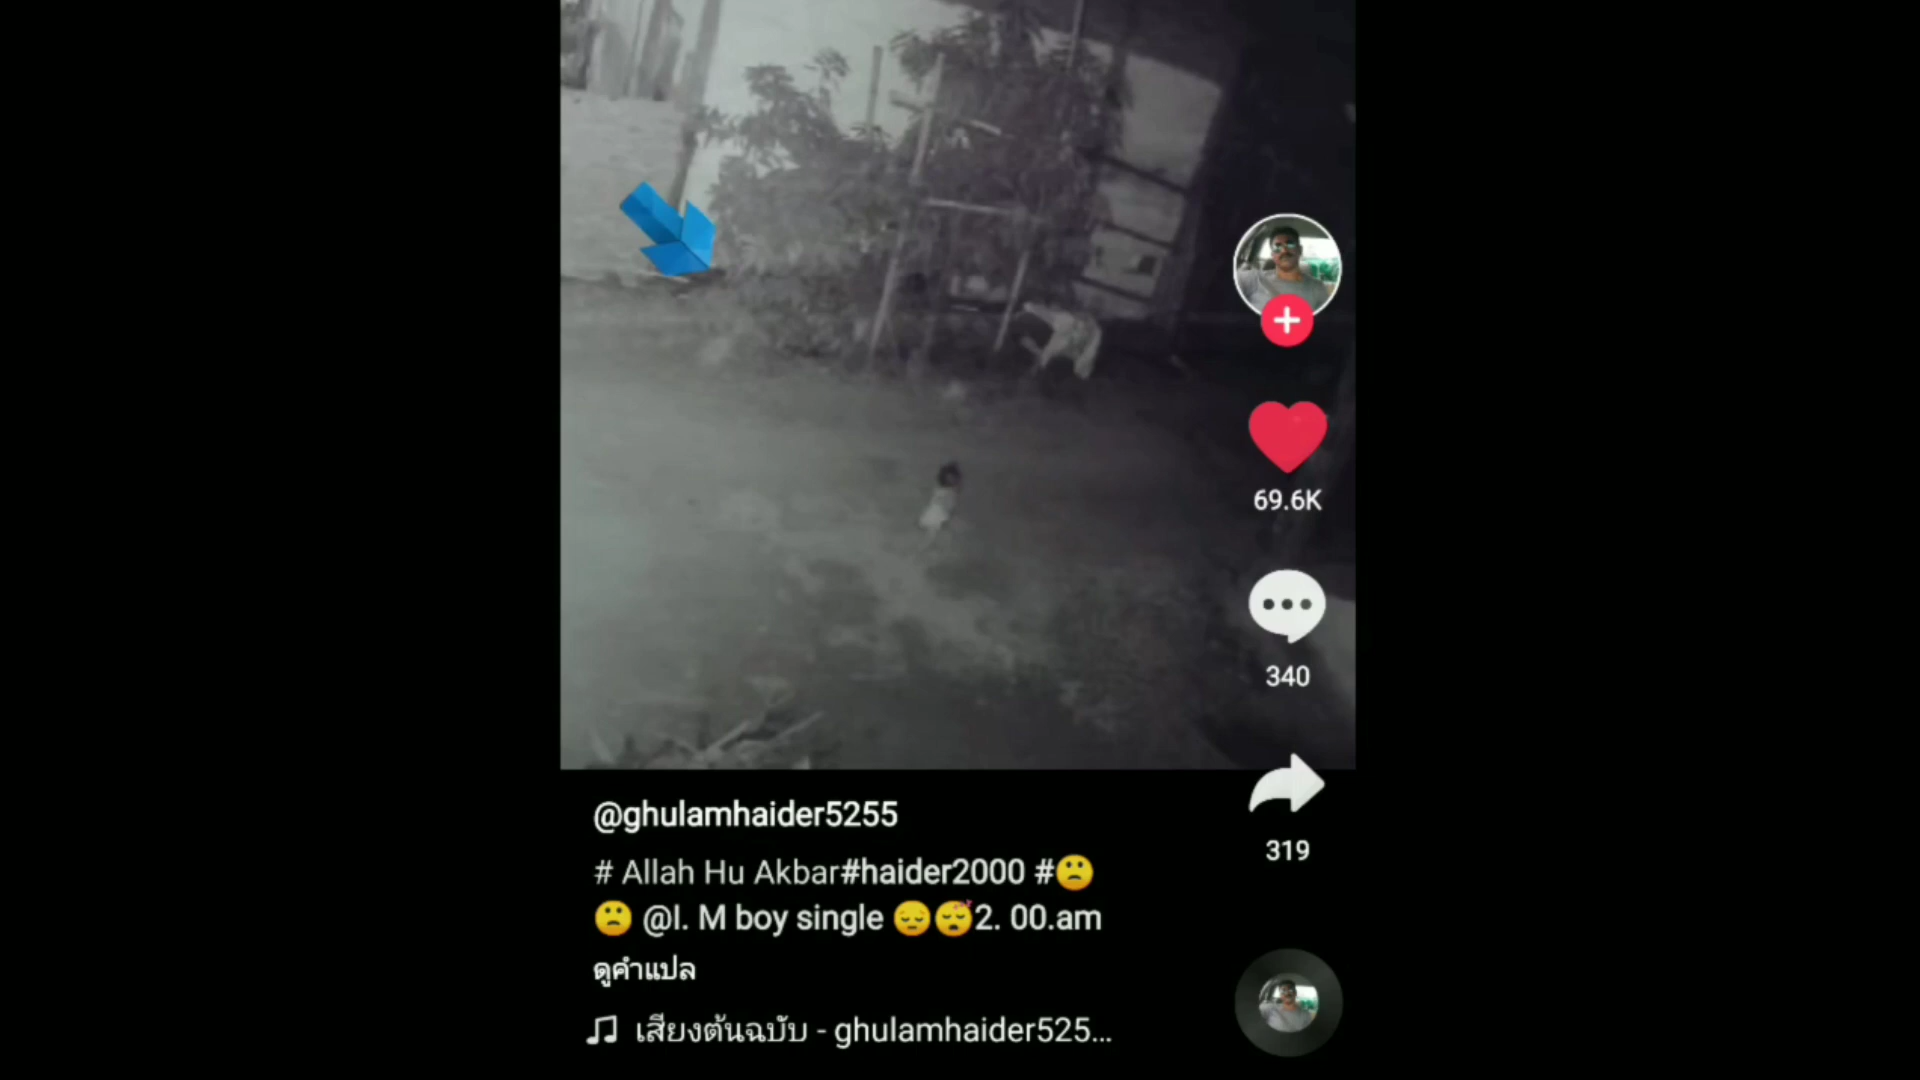 69.6K
340
319
@ghulamhaider5255
# Allah Hu Akbar#haider2000 #🙁
🙁 @l. M boy single 😔😴2. 00.am
ดูคำแปล
เสียงต้นฉบับ - ghulamhaider525...